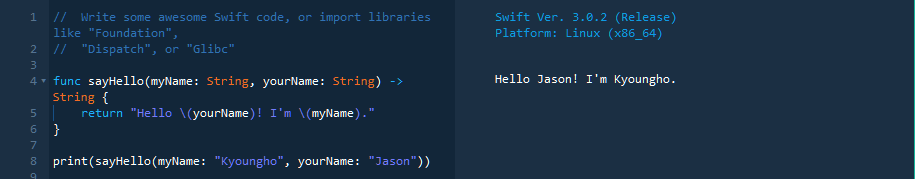 1 //  Write some awesome Swift code, or import libraries
like "Foundation",
2 //  "Dispatch", or "Glibc"
3
4 func sayHello(myName: String, yourName: String) ->
String {
5     return "Hello \(yourName)! I'm \(myName)."
6 }
7
8 print(sayHello(myName: "Kyoungho", yourName: "Jason"))
9
Swift Ver. 3.0.2 (Release)
Platform: Linux (x86_64)
Hello Jason! I'm Kyoungho.